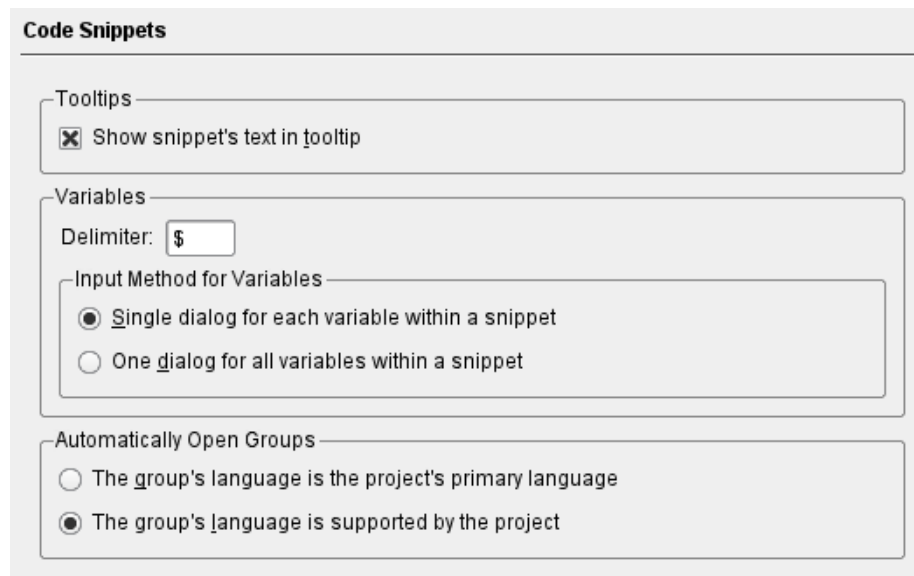 Code Snippets
Tooltips
Show snippet's text in tooltip
Variables
Delimiter: $
Input Method for Variables
Single dialog for each variable within a snippet
One dialog for all variables within a snippet
Automatically Open Groups
The group's language is the project's primary language
The group's language is supported by the project